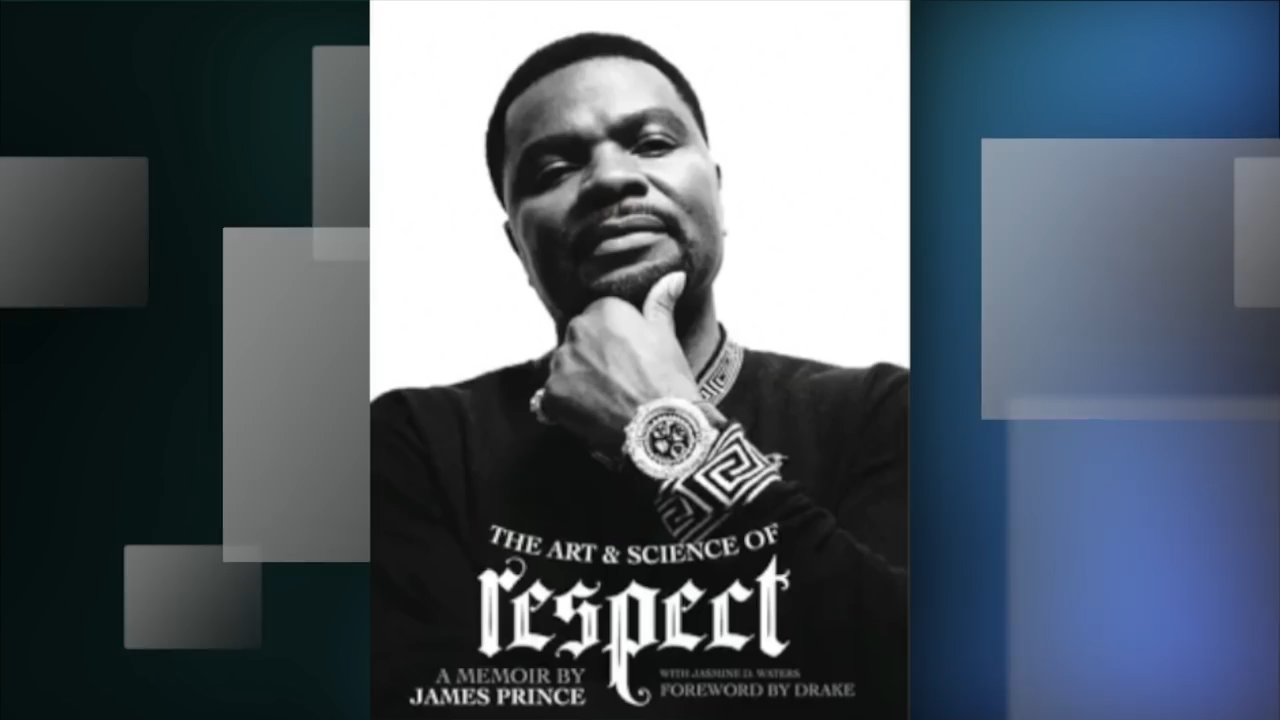 THE ART & SCIENCE OF
respect
A MEMOIR BY
JAMES PRINCE
WITH JASMINE D. WATERS
FOREWORD BY DRAKE